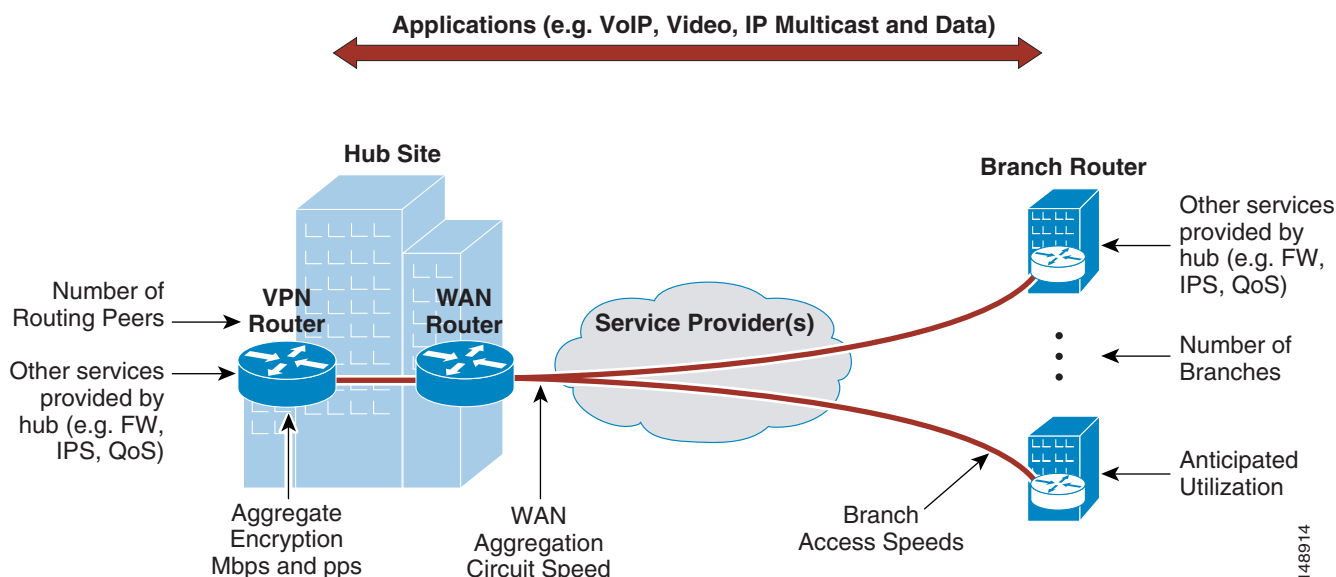 Applications (e.g. VoIP, Video, IP Multicast and Data)
Hub Site
Branch Router
Other services
provided by
hub (e.g. FW,
IPS, QoS)
Number of
Routing Peers
VPN
Router
WAN
Router
Service Provider(s)
Other services
provided by
hub (e.g. FW,
IPS, QoS)
Number of
Branches
Aggregate
Encryption
Mbps and pps
WAN
Aggregation
Circuit Speed
Branch
Access Speeds
Anticipated
Utilization
148914